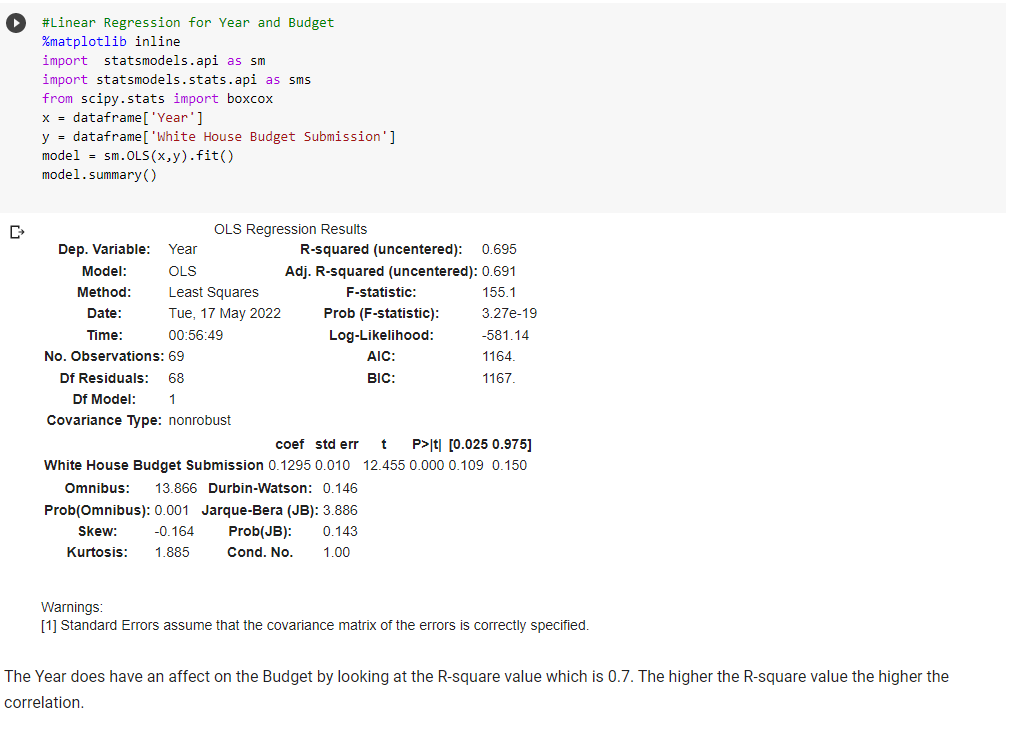 #Linear Regression for Year and Budget
%matplotlib inline
import  statsmodels.api as sm
import statsmodels.stats.api as sms
from scipy.stats import boxcox
x = dataframe['Year']
y = dataframe['White House Budget Submission']
model = sm.OLS(x,y).fit()
model.summary()
OLS Regression Results
Dep. Variable: Year R-squared (uncentered): 0.695
Model: OLS Adj. R-squared (uncentered): 0.691
Method: Least Squares F-statistic: 155.1
Date: Tue, 17 May 2022 Prob (F-statistic): 3.27e-19
Time: 00:56:49 Log-Likelihood: -581.14
No. Observations: 69 AIC: 1164.
Df Residuals: 68 BIC: 1167.
Df Model: 1
Covariance Type: nonrobust
coef std err t P>|t| [0.025 0.975]
White House Budget Submission 0.1295 0.010 12.455 0.000 0.109 0.150
Omnibus: 13.866 Durbin-Watson: 0.146
Prob(Omnibus): 0.001 Jarque-Bera (JB): 3.886
Skew: -0.164 Prob(JB): 0.143
Kurtosis: 1.885 Cond. No. 1.00
Warnings:
[1] Standard Errors assume that the covariance matrix of the errors is correctly specified.
The Year does have an affect on the Budget by looking at the R-square value which is 0.7. The higher the R-square value the higher the
correlation.